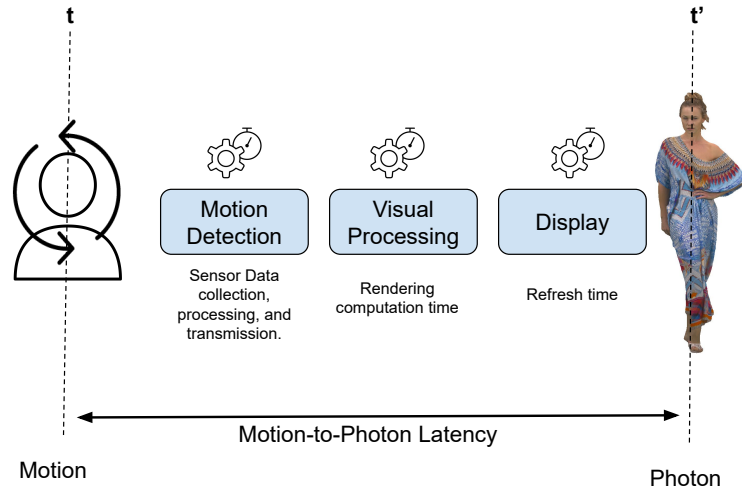 t
t’
Motion
Detection
Visual
Processing
Display
Sensor Data
collection,
processing, and
transmission.
Rendering
computation time
Refresh time
Motion-to-Photon Latency
Motion
Photon